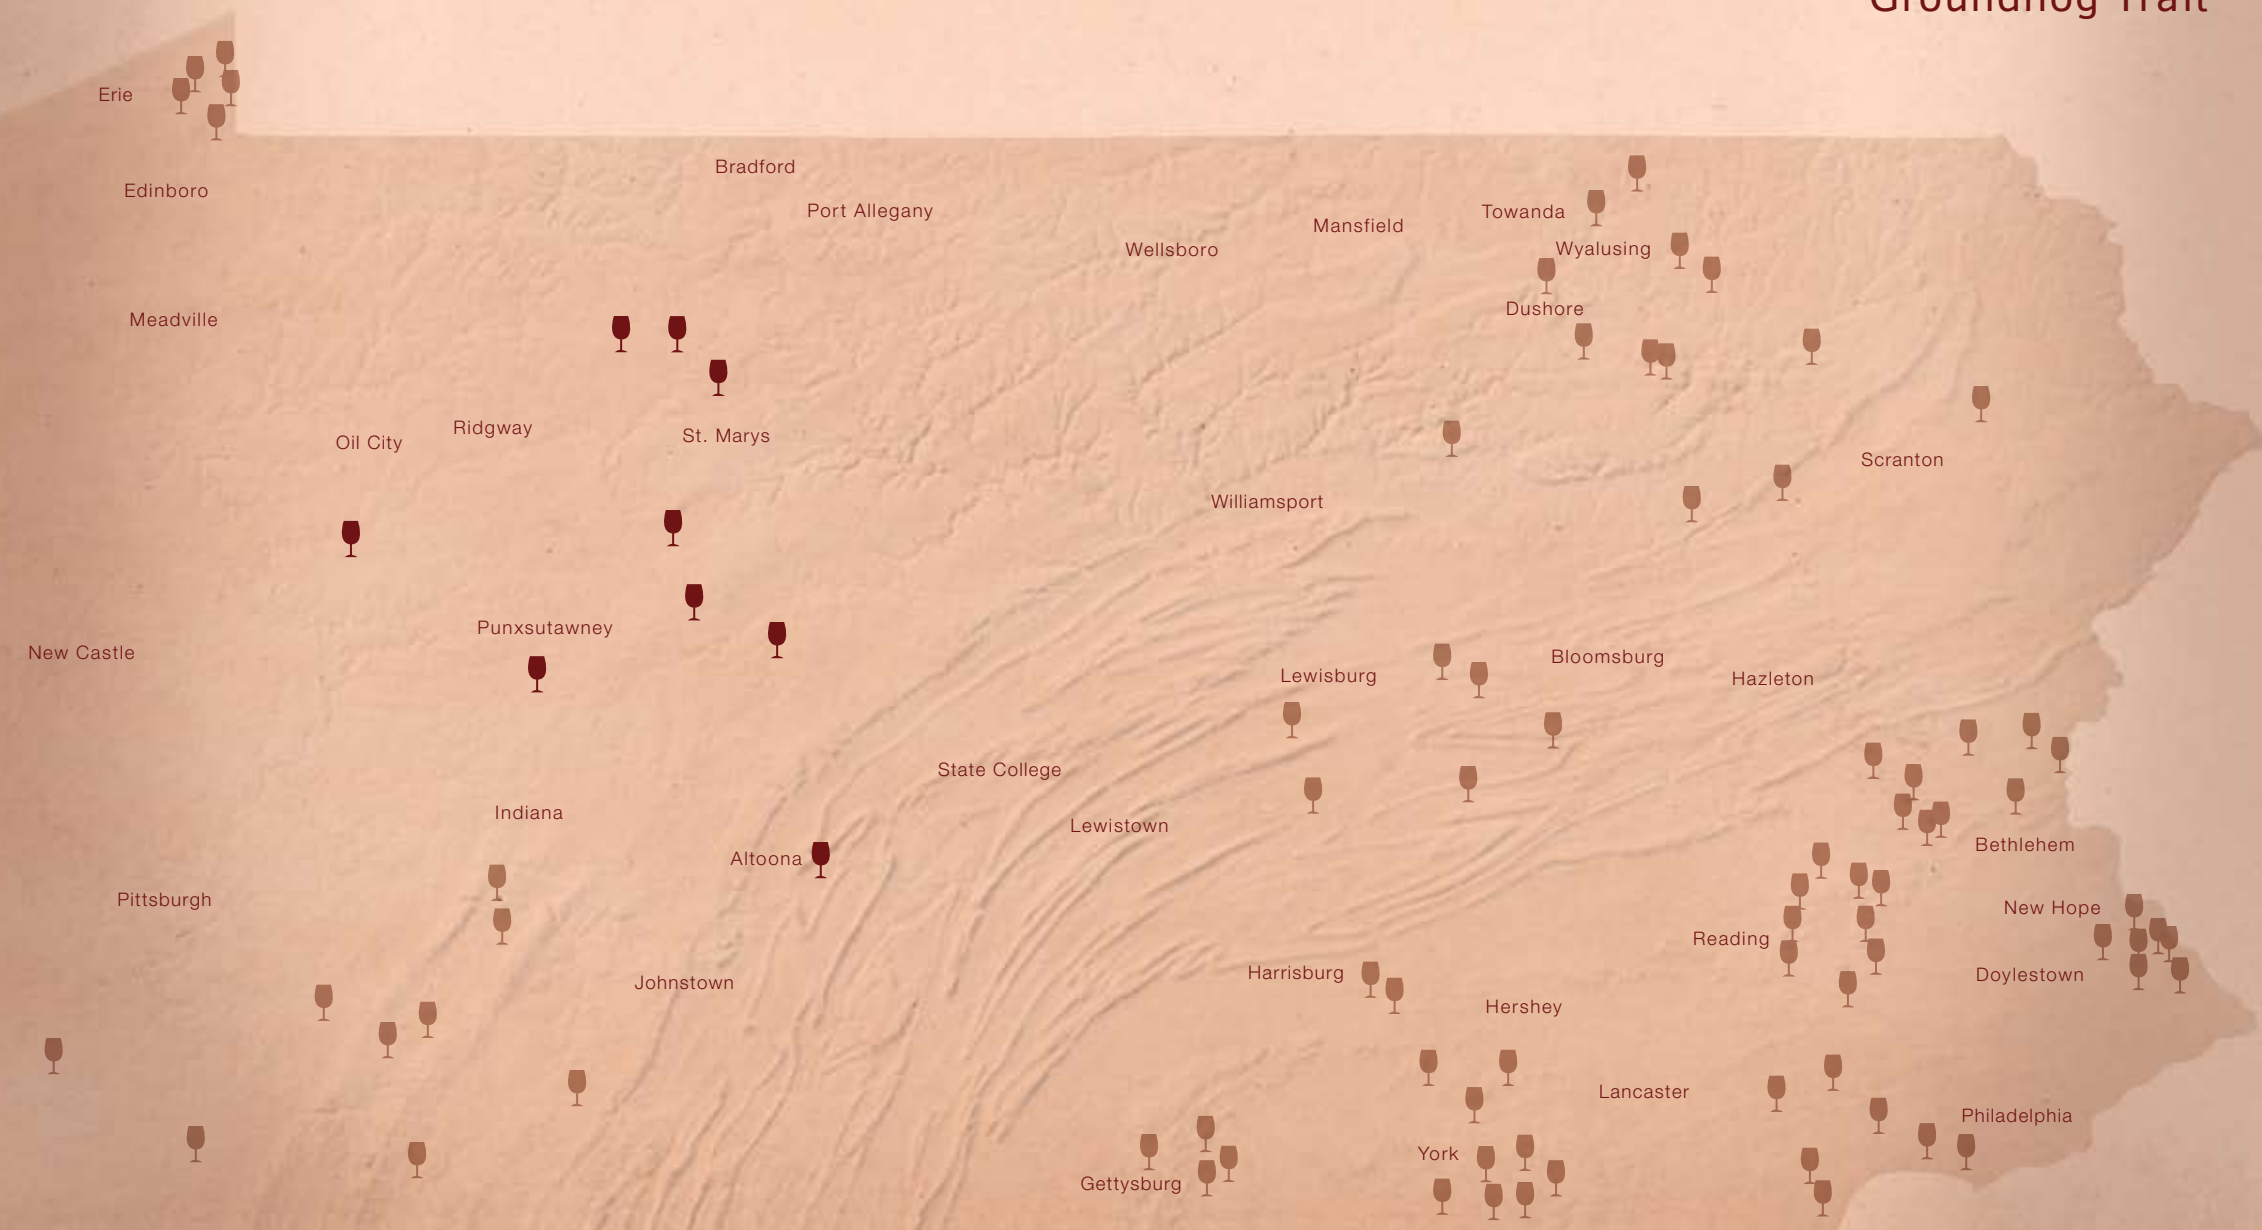 Groundhog Trail
Erie
Bradford
Edinboro
Port Allegany
Towanda
Mansfield
Wellsboro
Wyalusing
Dushore
Meadville
Ridgway
St. Marys
Oil City
Scranton
Williamsport
Punxsutawney
New Castle
Bloomsburg
Lewisburg
Hazleton
State College
Indiana
Lewistown
Bethlehem
Altoona
Pittsburgh
New Hope
Reading
Harrisburg
Doylestown
Johnstown
Hershey
Lancaster
Philadelphia
York
Gettysburg